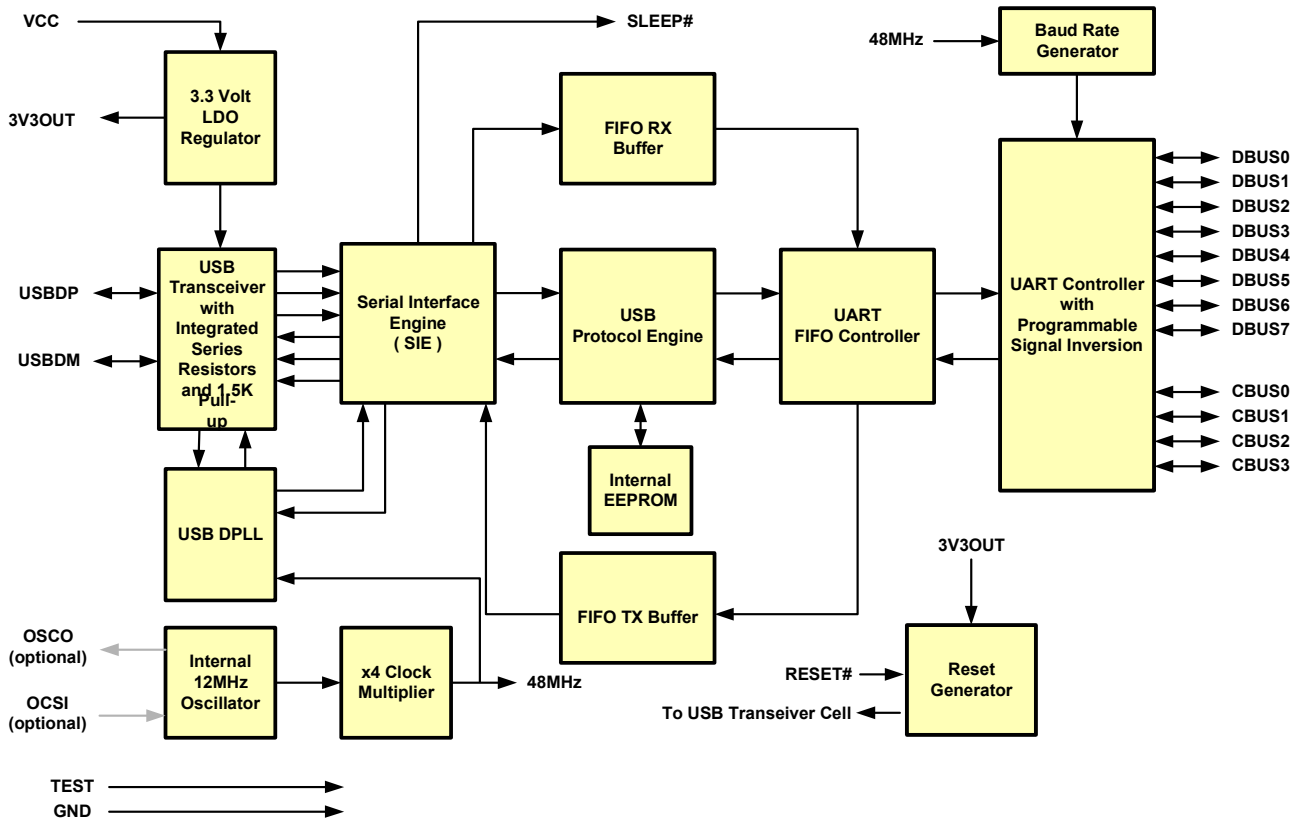 VCC
SLEEP#
48MHz
Baud Rate
Generator
3.3 Volt
LDO
Regulator
3V3OUT
FIFO RX
Buffer
DBUS0
DBUS1
DBUS2
DBUS3
DBUS4
DBUS5
DBUS6
DBUS7
USBDP
USBDM
USB
Transceiver
with
Integrated
Series
Resistors
and 1.5K
Pull-
up
Serial Interface
Engine
( SIE )
USB
Protocol Engine
UART
FIFO Controller
UART Controller
with
Programmable
Signal Inversion
CBUS0
CBUS1
CBUS2
CBUS3
Internal
EEPROM
USB DPLL
3V3OUT
FIFO TX Buffer
OSCO
(optional)
OCSI
(optional)
Internal
12MHz
Oscillator
x4 Clock
Multiplier
48MHz
RESET#
Reset
Generator
To USB Transeiver Cell
TEST
GND